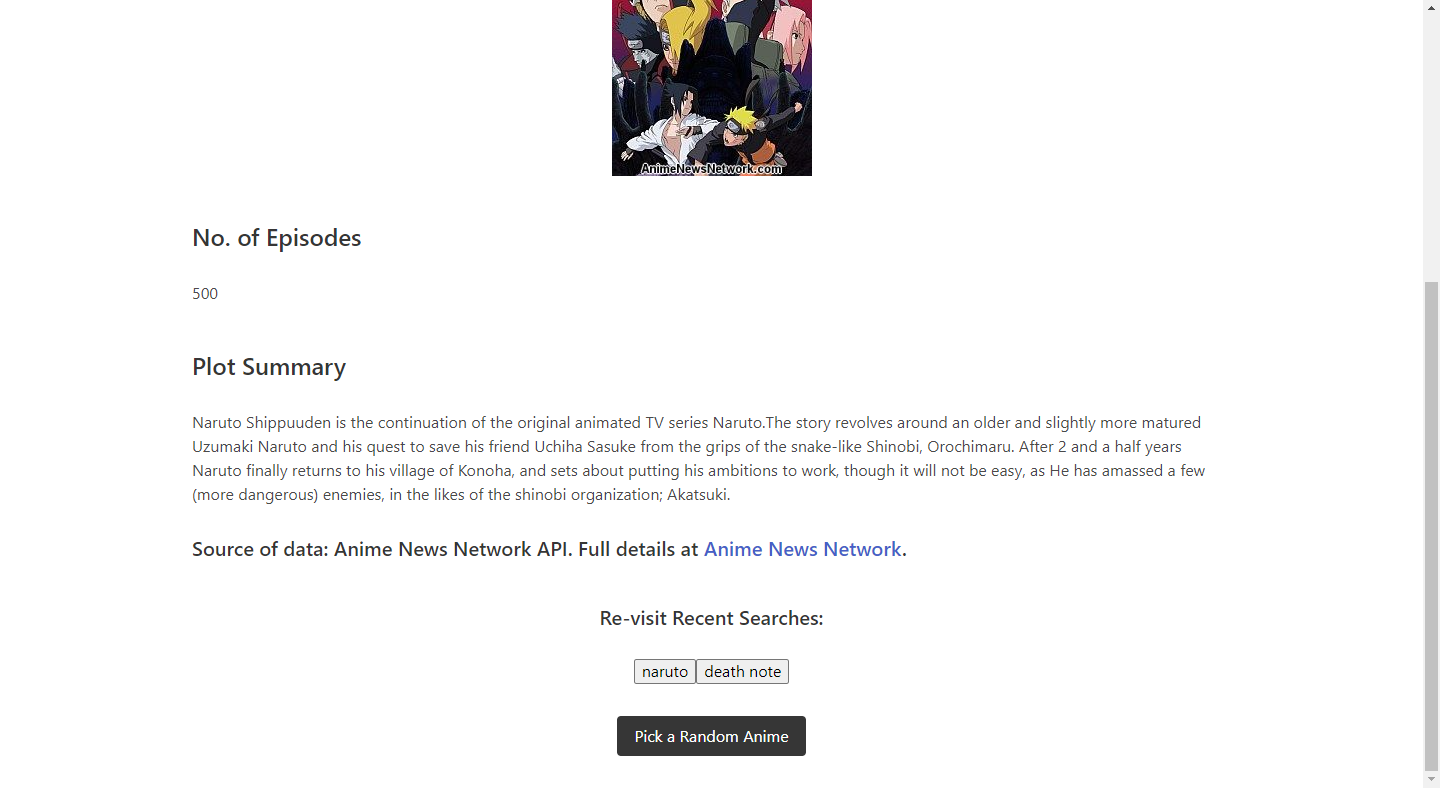 AnimeNewsNetwork.com
No. of Episodes
500
Plot Summary
Naruto Shippuuden is the continuation of the original animated TV series Naruto.The story revolves around an older and slightly more matured
Uzumaki Naruto and his quest to save his friend Uchiha Sasuke from the grips of the snake-like Shinobi, Orochimaru. After 2 and a half years
Naruto finally returns to his village of Konoha, and sets about putting his ambitions to work, though it will not be easy, as He has amassed a few
(more dangerous) enemies, in the likes of the shinobi organization; Akatsuki.
Source of data: Anime News Network API. Full details at Anime News Network.
Re-visit Recent Searches:
naruto death note
Pick a Random Anime